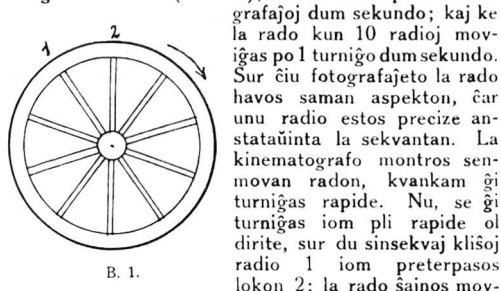 1
2
B. 1.
grafaĵoj dum sekundo; kaj ke
la rado kun 10 radioj mov-
iĝas po 1 turniĝo dum sekundo.
Sur ĉiu fotografaĵeto la rado
havos saman aspekton, ĉar
unu radio estos precize an-
stataŭinta la sekvantan. La
kinematografo montros sen-
movan radon, kvankam ĝi
turniĝas rapide. Nu, se ĝi
turniĝas iom pli rapide ol
dirite, sur du sinsekvaj kliŝoj
radio 1 iom preterpasos
lokon 2: la rado ŝajnos mov-